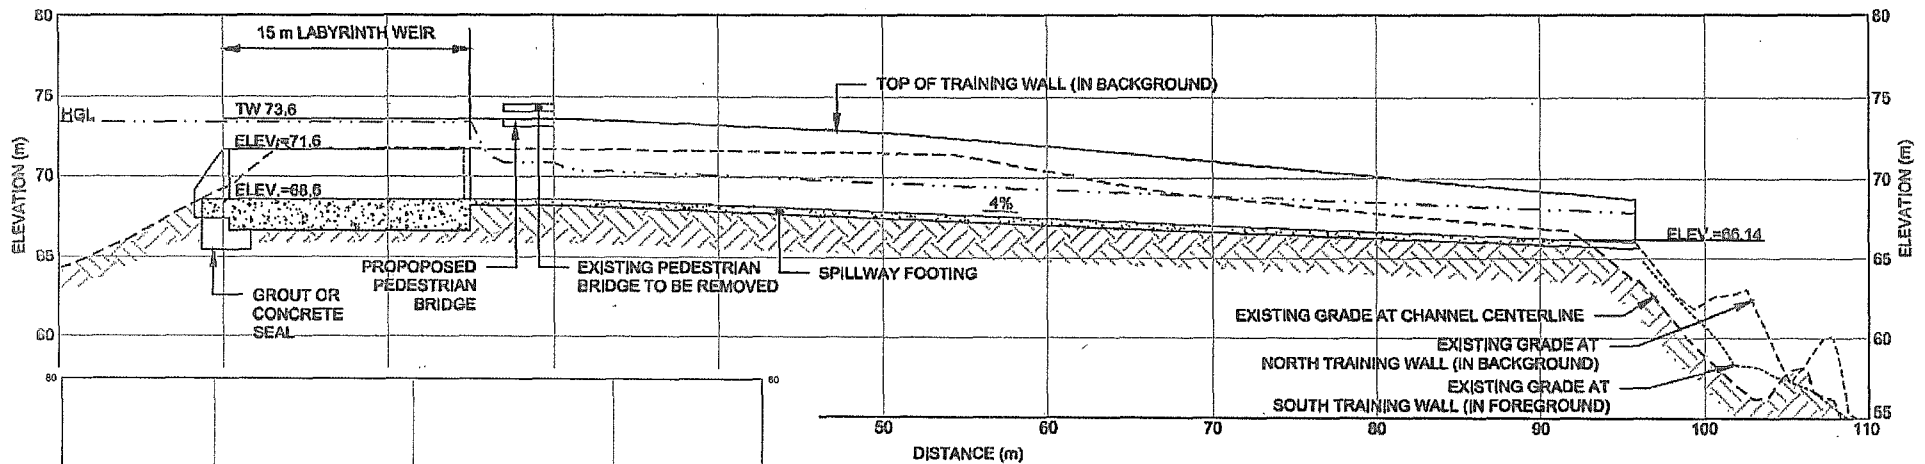 80
80
15 m LABYRINTH WEIR
TOP OF TRAINING WALL (IN BACKGROUND)
75
75
HGL
TW 73.6
ELEV.=71.6
70
70
ELEV.=68.6
4%
ELEV.=66.14
65
65
PROPOPOSED
PEDESTRIAN
BRIDGE
EXISTING PEDESTRIAN
BRIDGE TO BE REMOVED
SPILLWAY FOOTING
GROUT OR
CONCRETE
SEAL
EXISTING GRADE AT CHANNEL CENTERLINE
60
60
EXISTING GRADE AT
NORTH TRAINING WALL (IN BACKGROUND)
EXISTING GRADE AT
SOUTH TRAINING WALL (IN FOREGROUND)
55
ELEVATION (m)
ELEVATION (m)
80
60
50
60
70
80
90
100
110
DISTANCE (m)